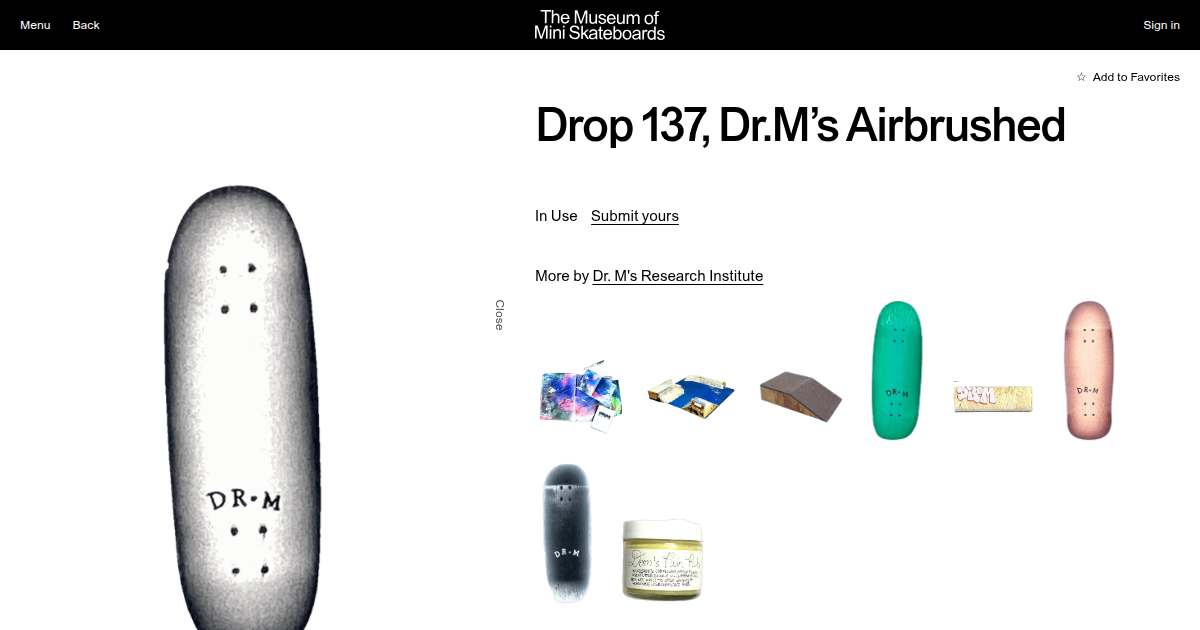 Menu
Back
The Museum of
Mini Skateboards
Sign in
☆ Add to Favorites
Drop 137, Dr.M’s Airbrushed
In Use
Submit yours
More by Dr. M's Research Institute
Close
DR•M
DR•M
DR•M
DR•M